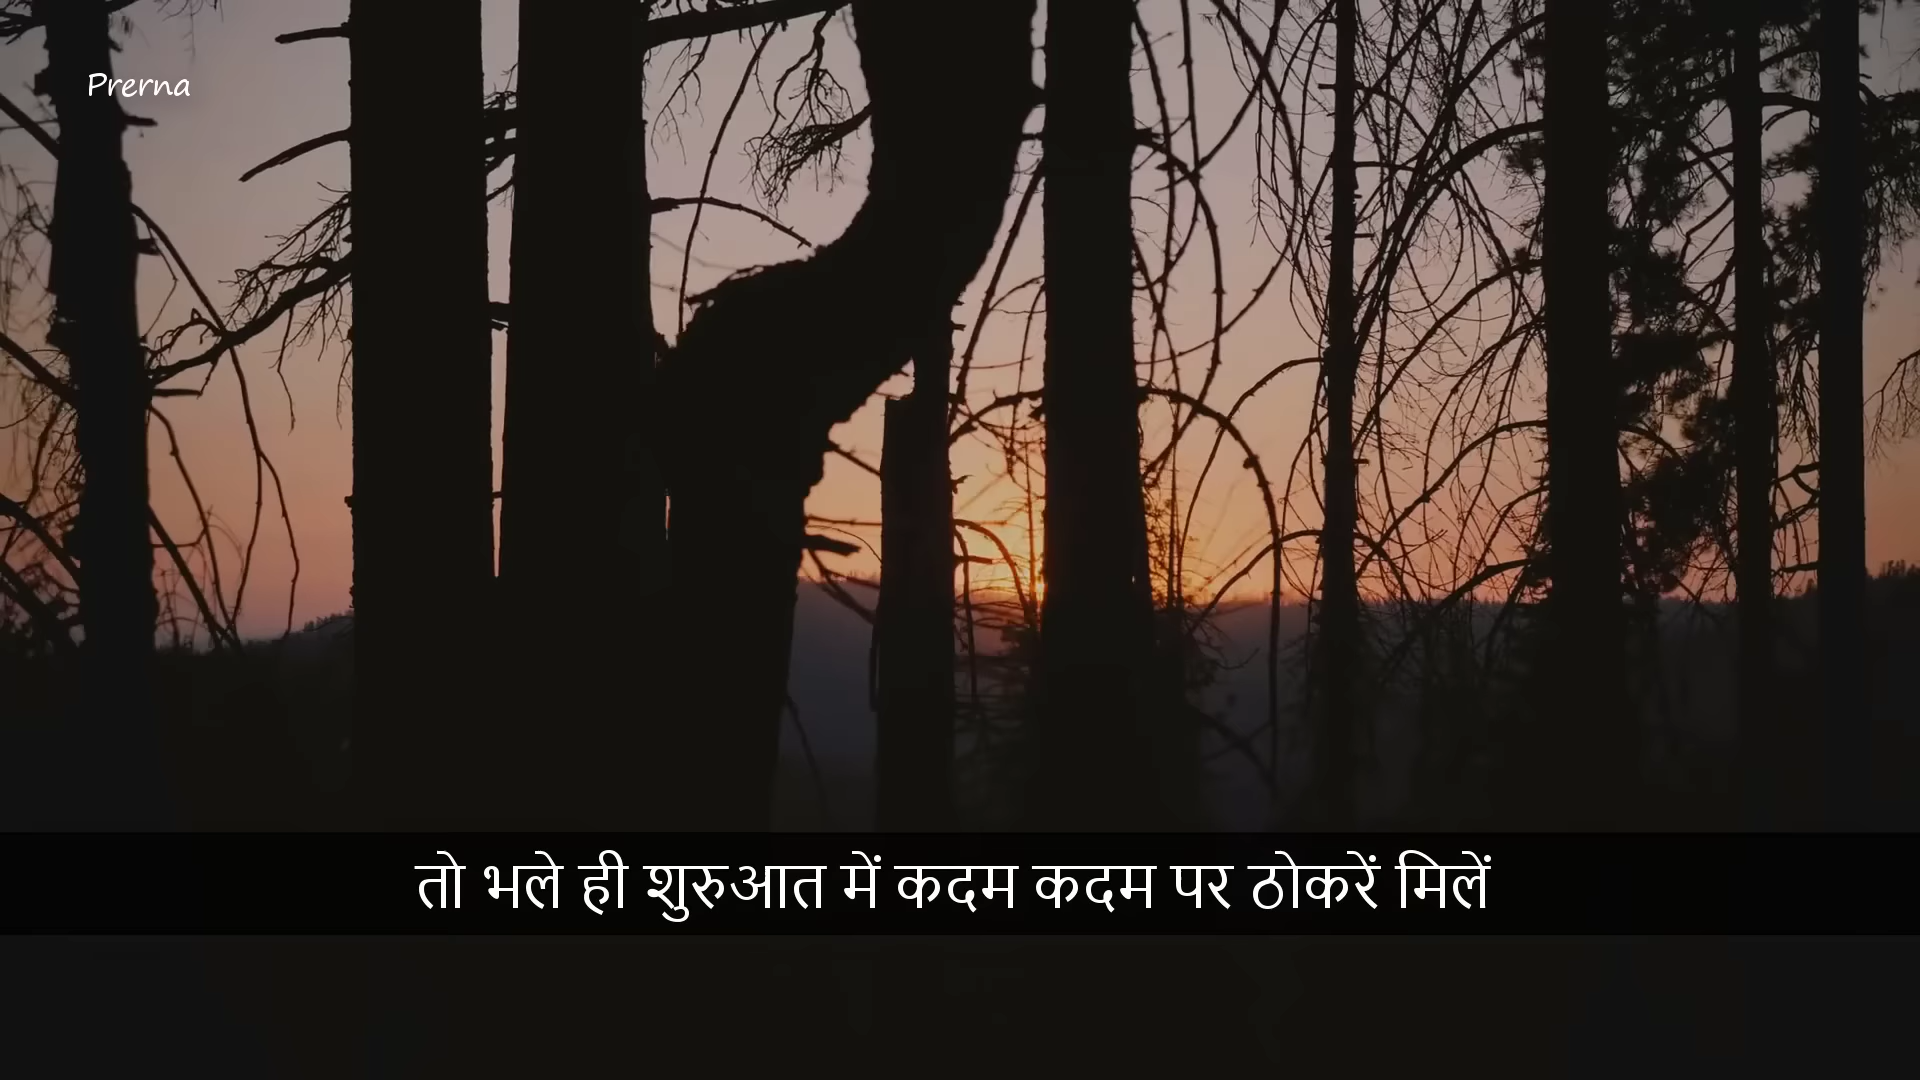 Prerna
तो भले ही शुरुआत में कदम कदम पर ठोकरें मिलें